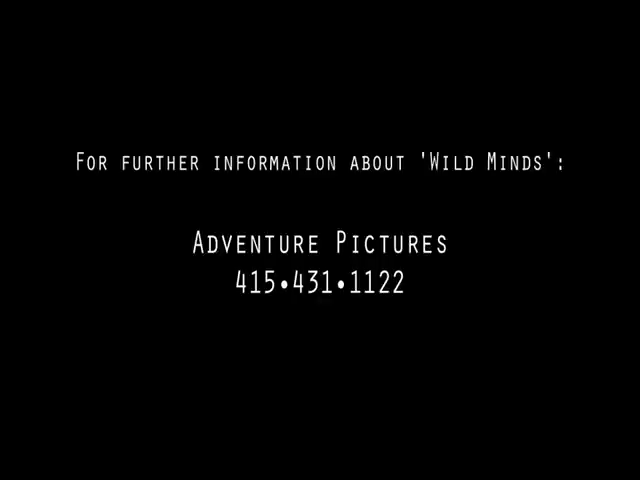 For further information about 'Wild Minds':
Adventure Pictures
415•431•1122